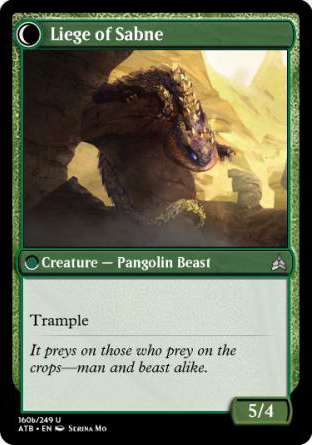 Liege of Sabne
Creature — Pangolin Beast
Trample
It preys on those who prey on the
crops—man and beast alike.
5/4
160b/249 U
ATB • EN Serina Mo